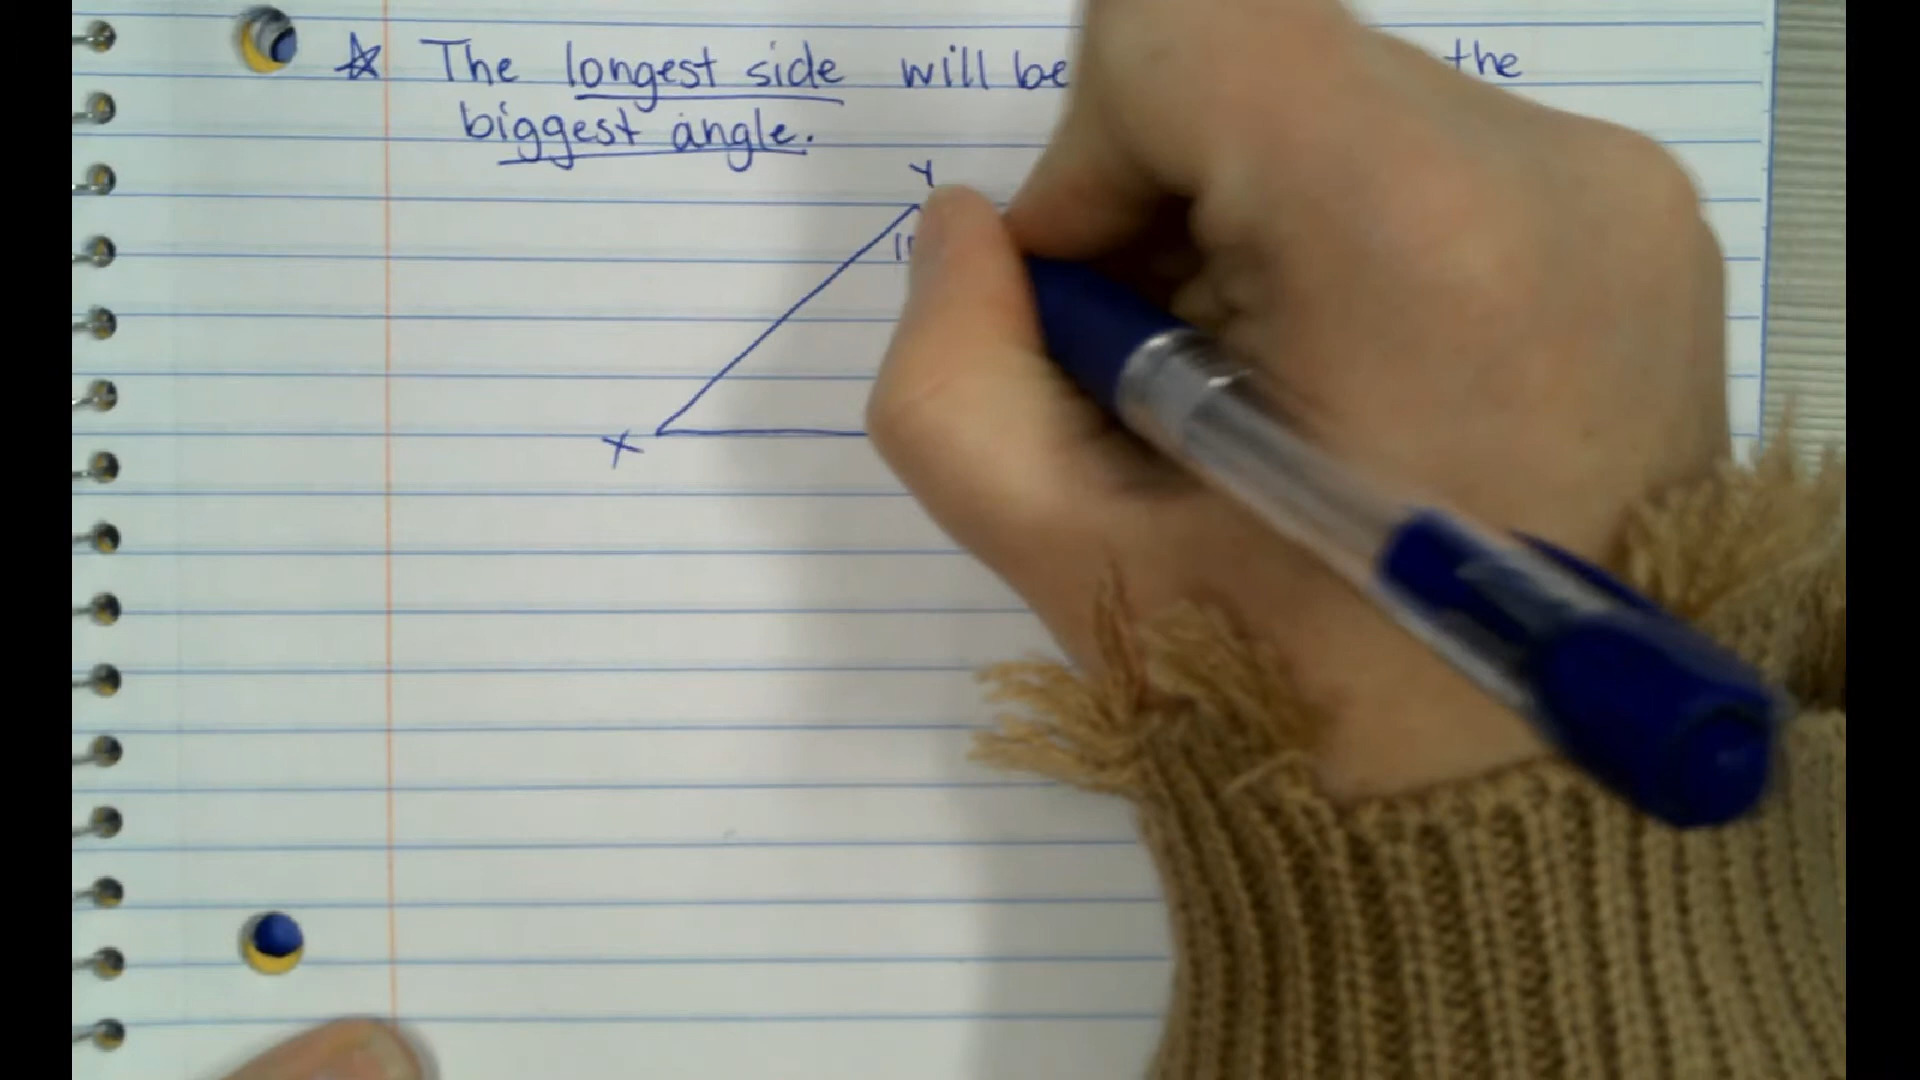 ☆ The longest side will be the
biggest angle.
Y
X